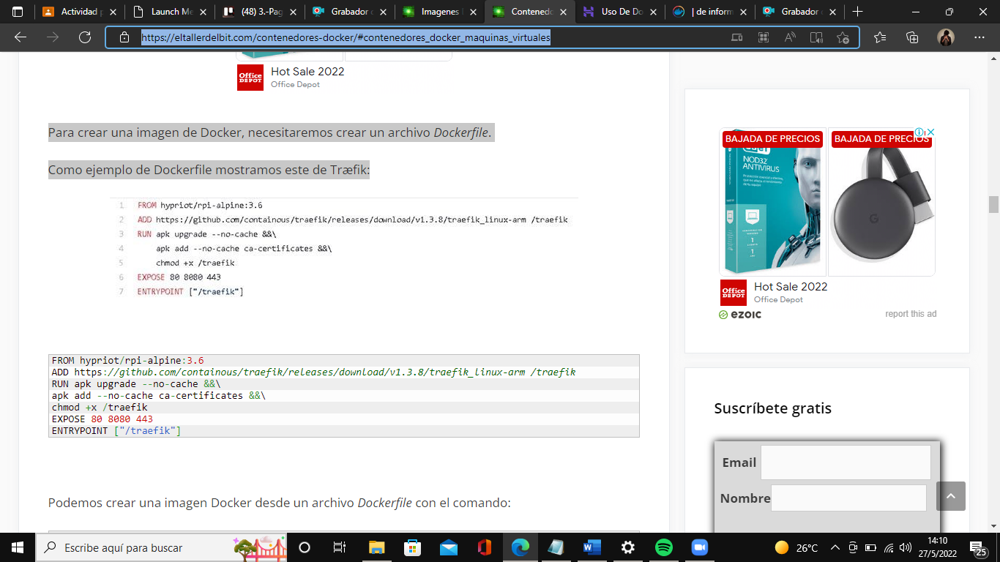 Actividad p
Launch Me
(48) 3.-Pag
Grabador d
Imagenes
Contenedo
Uso De Do
| de inform
Grabador d
https://eltallerdelbit.com/contenedores-docker/#contenedores_docker_maquinas_virtuales
Office DEPOT
Hot Sale 2022
Office Depot
Para crear una imagen de Docker, necesitaremos crear un archivo Dockerfile.
Como ejemplo de Dockerfile mostramos este de Træfik:
1 FROM hypriot/rpi-alpine:3.6
2 ADD https://github.com/containous/traefik/releases/download/v1.3.8/traefik_linux-arm /traefik
3 RUN apk upgrade --no-cache &&\
4 apk add --no-cache ca-certificates &&\
5 chmod +x /traefik
6 EXPOSE 80 8080 443
7 ENTRYPOINT ["/traefik"]
FROM hypriot/rpi-alpine:3.6
ADD https://github.com/containous/traefik/releases/download/v1.3.8/traefik_linux-arm /traefik
RUN apk upgrade --no-cache &&\
apk add --no-cache ca-certificates &&\
chmod +x /traefik
EXPOSE 80 8080 443
ENTRYPOINT ["/traefik"]
Podemos crear una imagen Docker desde un archivo Dockerfile con el comando:
BAJADA DE PRECIOS
BAJADA DE PRECIOS
NOD32
ANTIVIRUS
1
1
G
Office DEPOT
Hot Sale 2022
Office Depot
ezoic
report this ad
Suscríbete gratis
Email
Nombre
Escribe aquí para buscar
26°C
14:10
27/5/2022
25